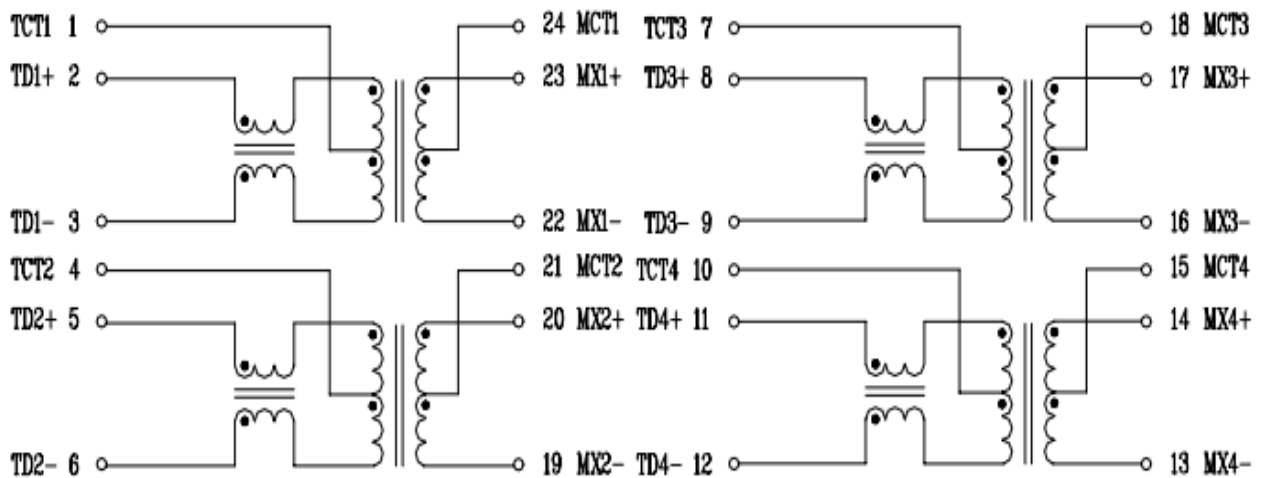 TCT1 1 24 MCT1 TCT3 7 18 MCT3
TD1+ 2 23 MX1+ TD3+ 8 17 MX3+
TD1- 3 22 MX1- TD3- 9 16 MX3-
TCT2 4 21 MCT2 TCT4 10 15 MCT4
TD2+ 5 20 MX2+ TD4+ 11 14 MX4+
TD2- 6 19 MX2- TD4- 12 13 MX4-